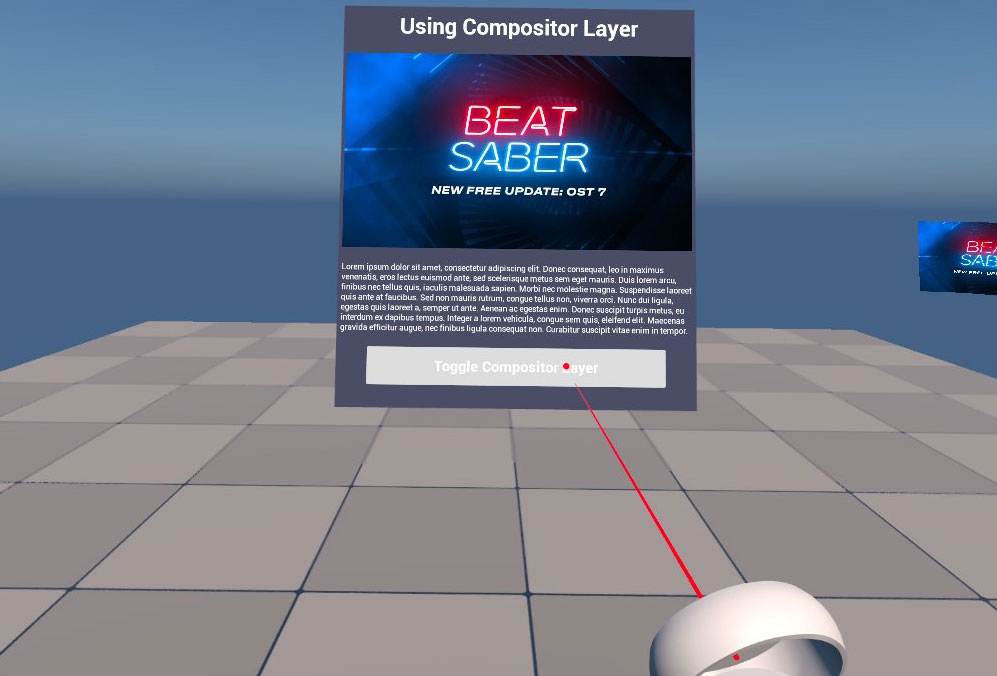 Using Compositor Layer
BEAT
SABER
NEW FREE UPDATE: OST 7
Lorem ipsum dolor sit amet, consectetur adipiscing elit. Donec consequat, leo in maximus
venenatis, eros lectus euismod ante, sed scelerisque metus sem eget mauris. Duis lorem arcu,
finibus nec tellus quis, iaculis malesuada sapien. Morbi nec molestie magna. Suspendisse laoreet
quis ante at faucibus. Sed non mauris rutrum, congue tellus non, viverra orci. Nunc dui ligula,
egestas quis laoreet a, semper ut ante. Aenean ac egestas enim. Donec suscipit turpis metus, eu
interdum ex dapibus tempus. Integer a lorem vehicula, congue sem quis, eleifend elit. Maecenas
gravida efficitur augue, nec finibus ligula consequat non. Curabitur suscipit vitae enim in tempor.
Toggle Compositor Layer
BEA
SAB